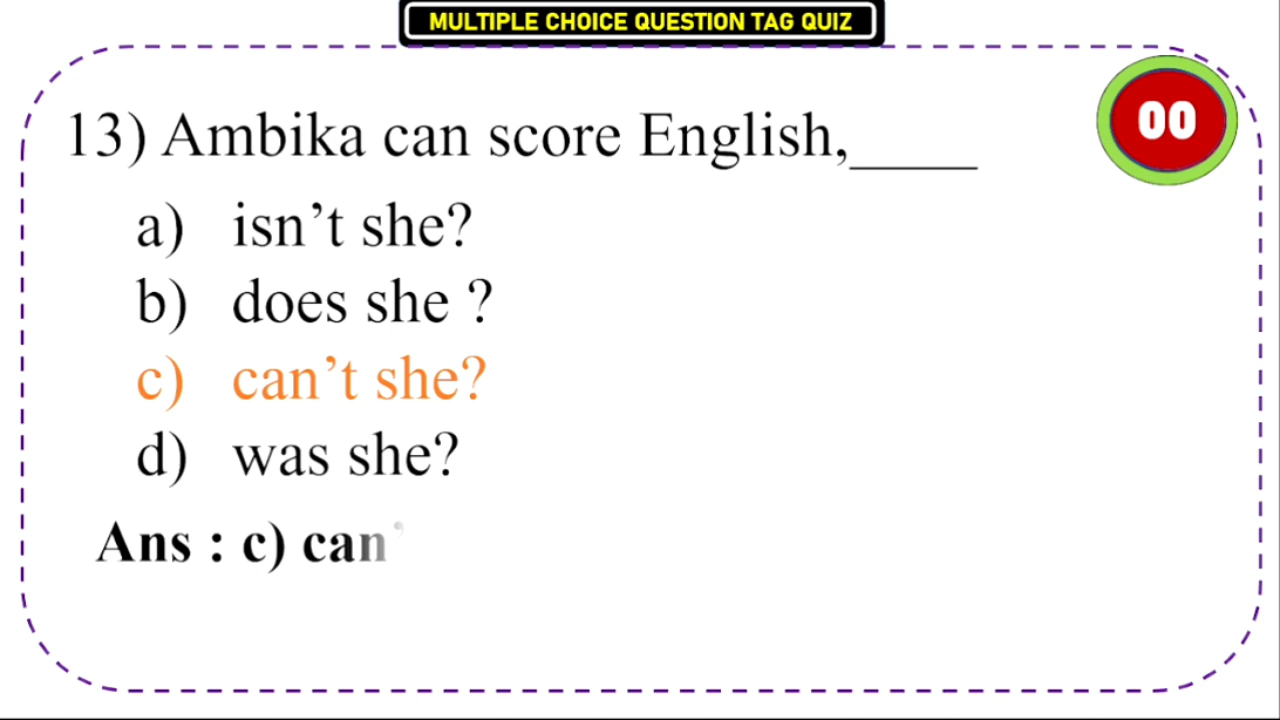 MULTIPLE CHOICE QUESTION TAG QUIZ
00
13) Ambika can score English,_____
a) isn’t she?
b) does she ?
c) can’t she?
d) was she?
Ans : c) can’